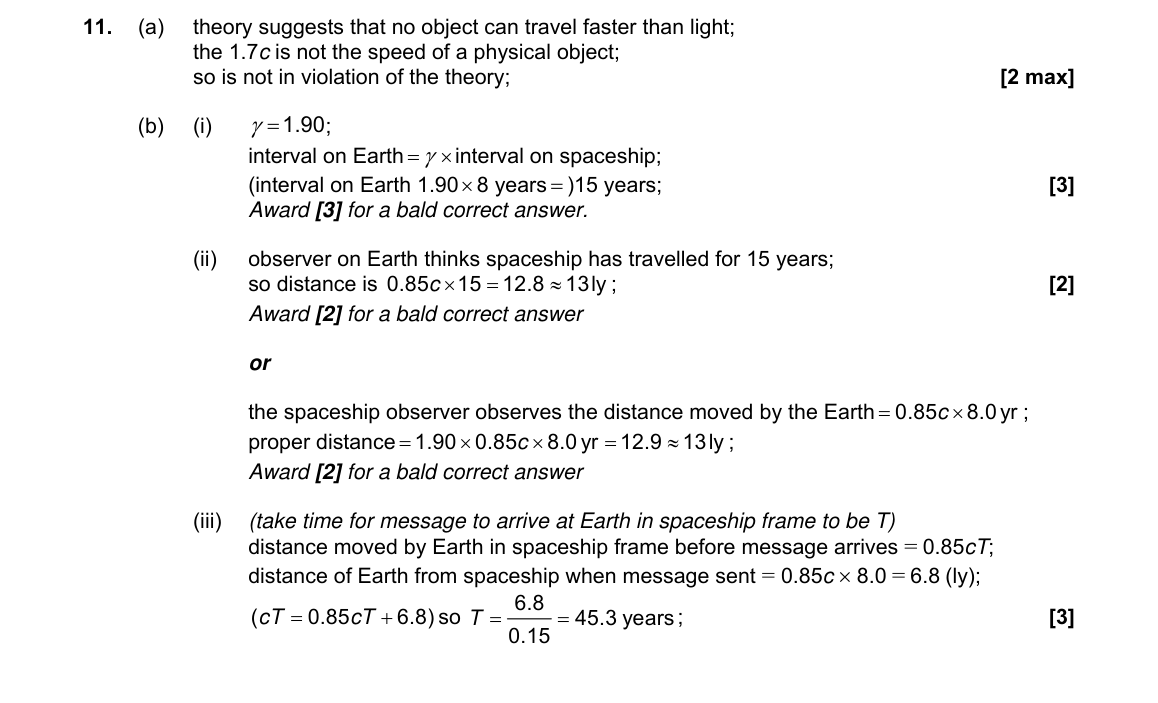 11. (a) theory suggests that no object can travel faster than light;
the 1.7c is not the speed of a physical object;
so is not in violation of the theory; [2 max]
(b) (i) γ = 1.90;
interval on Earth = γ × interval on spaceship;
(interval on Earth 1.90 × 8 years = )15 years; [3]
Award [3] for a bald correct answer.
(ii) observer on Earth thinks spaceship has travelled for 15 years;
so distance is 0.85c × 15 = 12.8 ≈ 13 ly ; [2]
Award [2] for a bald correct answer
or
the spaceship observer observes the distance moved by the Earth = 0.85c × 8.0 yr ;
proper distance = 1.90 × 0.85c × 8.0 yr = 12.9 ≈ 13 ly ;
Award [2] for a bald correct answer
(iii) (take time for message to arrive at Earth in spaceship frame to be T)
distance moved by Earth in spaceship frame before message arrives = 0.85cT;
distance of Earth from spaceship when message sent = 0.85c × 8.0 = 6.8 (ly);
(cT = 0.85cT + 6.8) so T = 6.8/0.15 = 45.3 years ; [3]